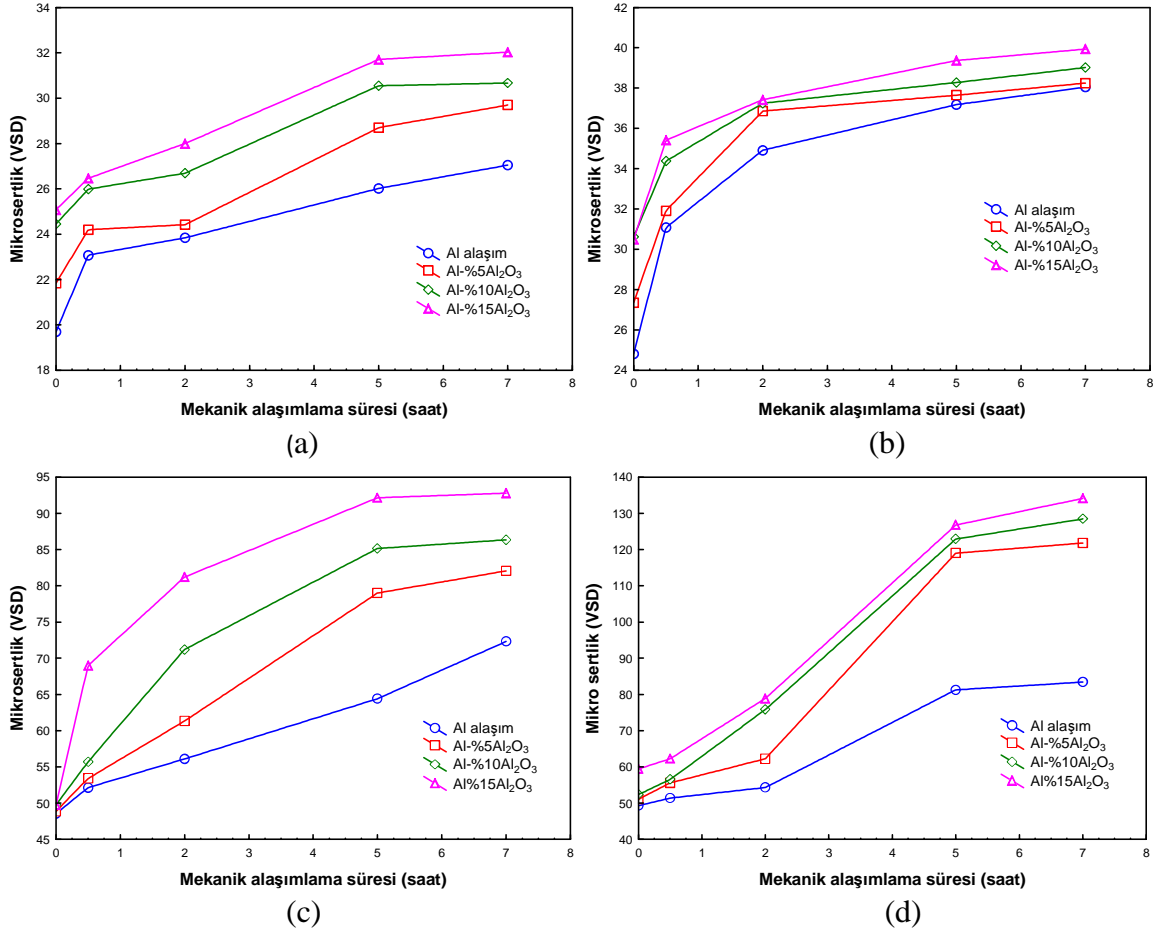 34
32
30
28
26
24
22
20
18
Mikrosertlik (VSD)
Al alaşım
Al-%5Al₂O₃
Al-%10Al₂O₃
Al-%15Al₂O₃
0 1 2 3 4 5 6 7 8
Mekanik alaşımlama süresi (saat)
(a)
42
40
38
36
34
32
30
28
26
24
Mikrosertlik (VSD)
Al alaşım
Al-%5Al₂O₃
Al-%10Al₂O₃
Al-%15Al₂O₃
0 1 2 3 4 5 6 7 8
Mekanik alaşımlama süresi (saat)
(b)
95
90
85
80
75
70
65
60
55
50
45
Mikrosertlik (VSD)
Al alaşım
Al-%5Al₂O₃
Al-%10Al₂O₃
Al%15Al₂O₃
0 1 2 3 4 5 6 7 8
Mekanik alaşımlama süresi (saat)
(c)
140
130
120
110
100
90
80
70
60
50
40
Mikro sertlik (VSD)
Al alaşım
Al-%5Al₂O₃
Al-%10Al₂O₃
Al%15Al₂O₃
0 1 2 3 4 5 6 7 8
Mekanik alaşımlama süresi (saat)
(d)